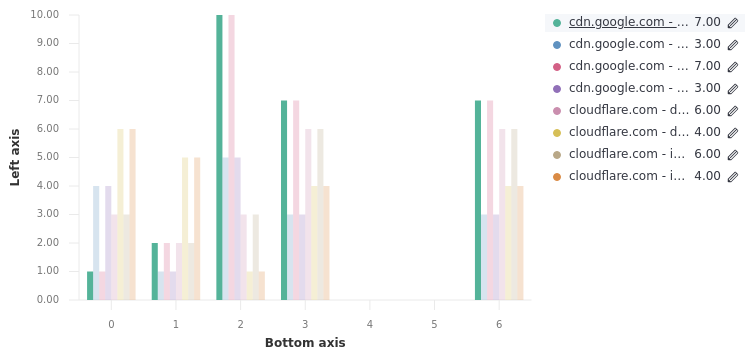 10.00
9.00
8.00
7.00
6.00
5.00
4.00
3.00
2.00
1.00
0.00
Left axis
0 1 2 3 4 5 6
Bottom axis
cdn.google.com - ... 7.00
cdn.google.com - ... 3.00
cdn.google.com - ... 7.00
cdn.google.com - ... 3.00
cloudflare.com - d... 6.00
cloudflare.com - d... 4.00
cloudflare.com - i... 6.00
cloudflare.com - i... 4.00